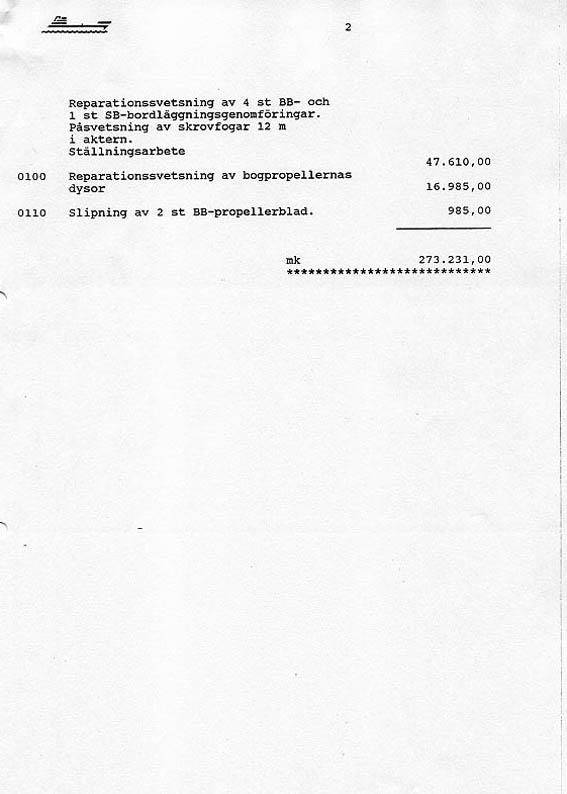 2
Reparationssvetsning av 4 st BB- och
1 st SB-bordläggningsgenomföringar.
Påsvetsning av skrovfogar 12 m
i aktern.
Ställningsarbete
47.610,00
0100 Reparationssvetsning av bogpropellernas
dysor 16.985,00
0110 Slipning av 2 st BB-propellerblad. 985,00
mk 273.231,00
****************************